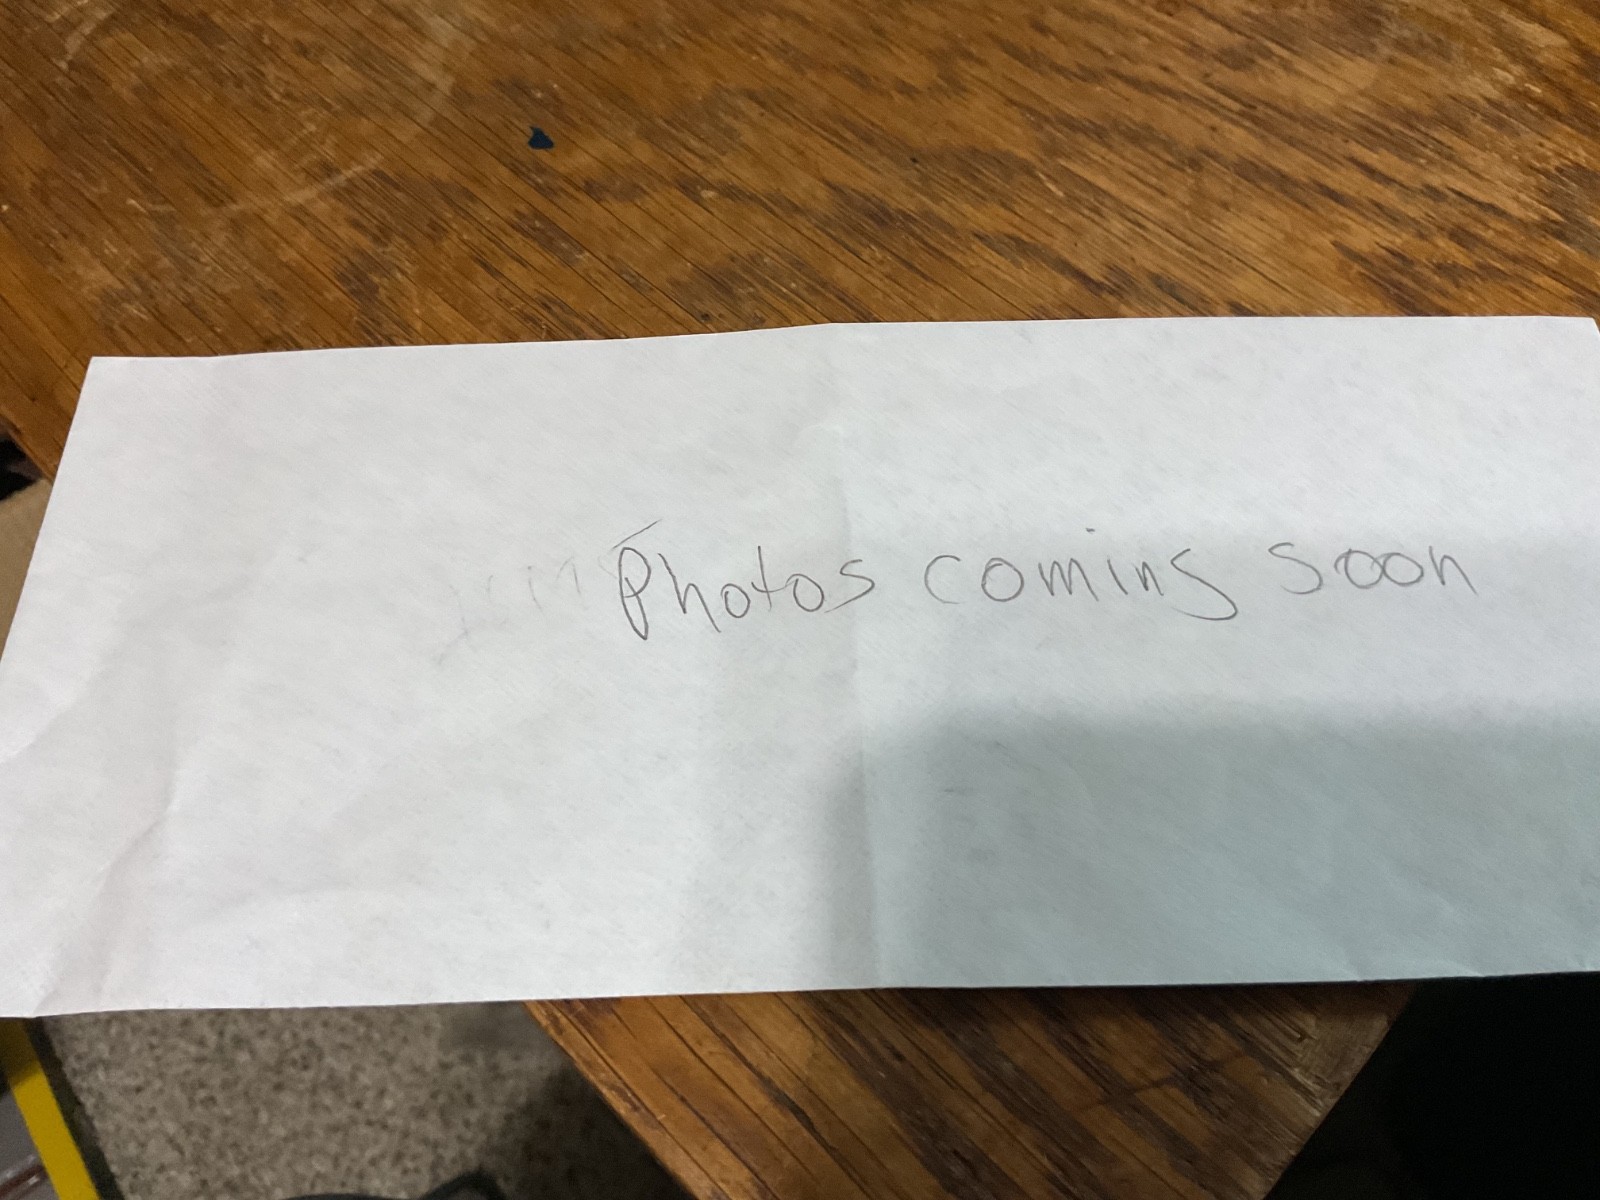 Photos coming soon